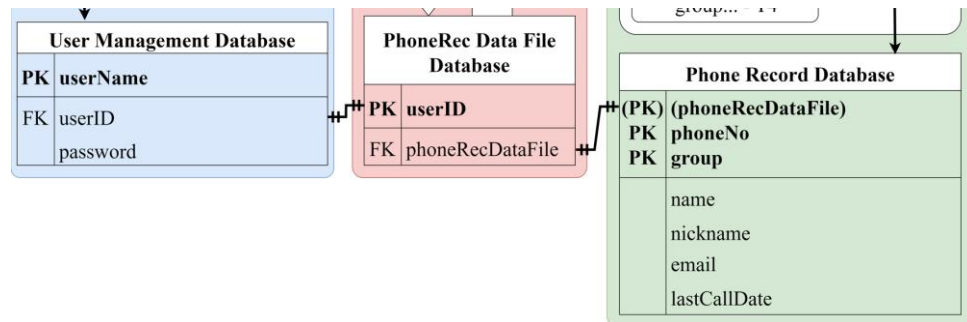 User Management Database
PK userName
FK userID
password
PhoneRec Data File
Database
PK userID
FK phoneRecDataFile
Phone Record Database
(PK) (phoneRecDataFile)
PK phoneNo
PK group
name
nickname
email
lastCallDate